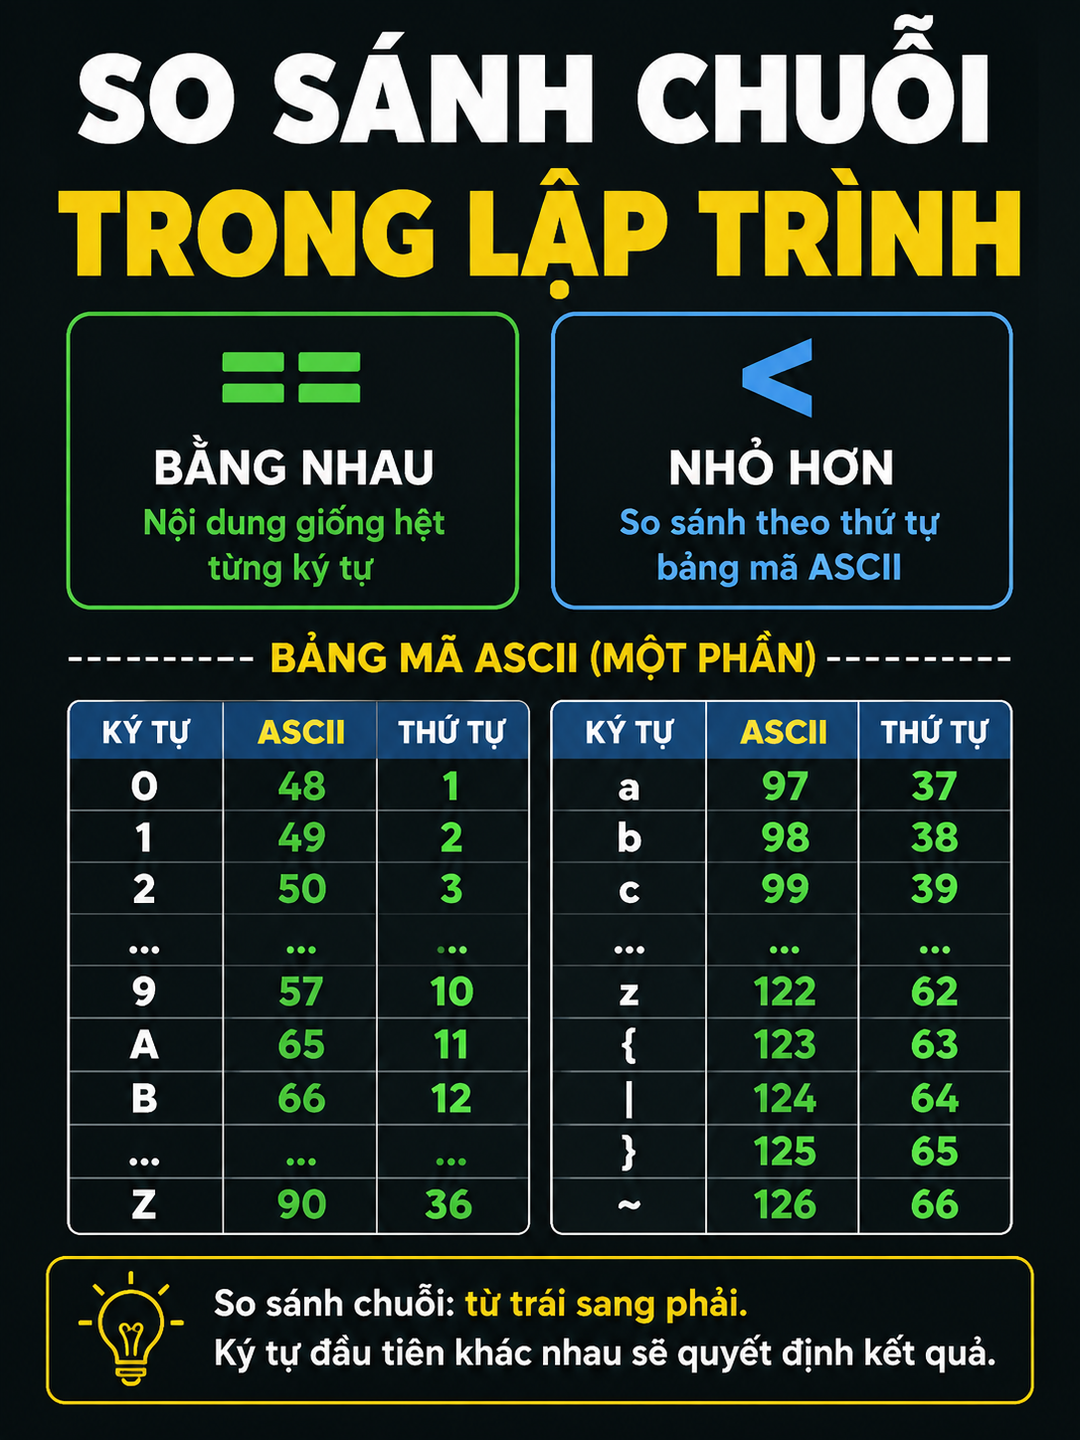 SO SÁNH CHUỖI
TRONG LẬP TRÌNH
==
BẰNG NHAU
Nội dung giống hệt
từng ký tự
<
NHỎ HƠN
So sánh theo thứ tự
bảng mã ASCII
BẢNG MÃ ASCII (MỘT PHẦN)
KÝ TỰ ASCII THỨ TỰ
0 48 1
1 49 2
2 50 3
... ... ...
9 57 10
A 65 11
B 66 12
... ... ...
Z 90 36
KÝ TỰ ASCII THỨ TỰ
a 97 37
b 98 38
c 99 39
... ... ...
z 122 62
{ 123 63
| 124 64
} 125 65
~ 126 66
So sánh chuỗi: từ trái sang phải.
Ký tự đầu tiên khác nhau sẽ quyết định kết quả.